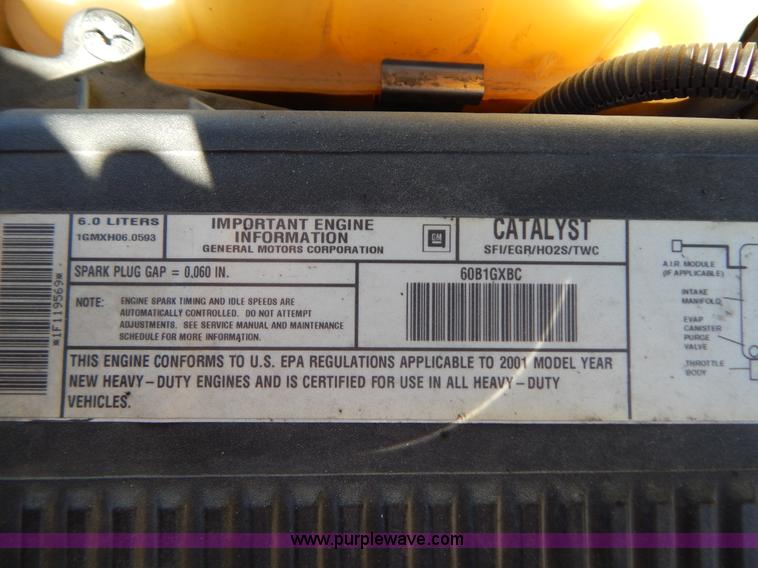 6.0 LITERS
1GMXH06.0593
IMPORTANT ENGINE
INFORMATION
GENERAL MOTORS CORPORATION
GM
CATALYST
SFI/EGR/HO2S/TWC
SPARK PLUG GAP = 0.060 IN.
60B1GXBC
NOTE: ENGINE SPARK TIMING AND IDLE SPEEDS ARE
AUTOMATICALLY CONTROLLED. DO NOT ATTEMPT
ADJUSTMENTS. SEE SERVICE MANUAL AND MAINTENANCE
SCHEDULE FOR MORE INFORMATION.
THIS ENGINE CONFORMS TO U.S. EPA REGULATIONS APPLICABLE TO 2001 MODEL YEAR
NEW HEAVY-DUTY ENGINES AND IS CERTIFIED FOR USE IN ALL HEAVY-DUTY
VEHICLES.
*1F119569*
A.I.R. MODULE
(IF APPLICABLE)
INTAKE
MANIFOLD
EVAP
CANISTER
PURGE
VALVE
THROTTLE
BODY
www.purplewave.com